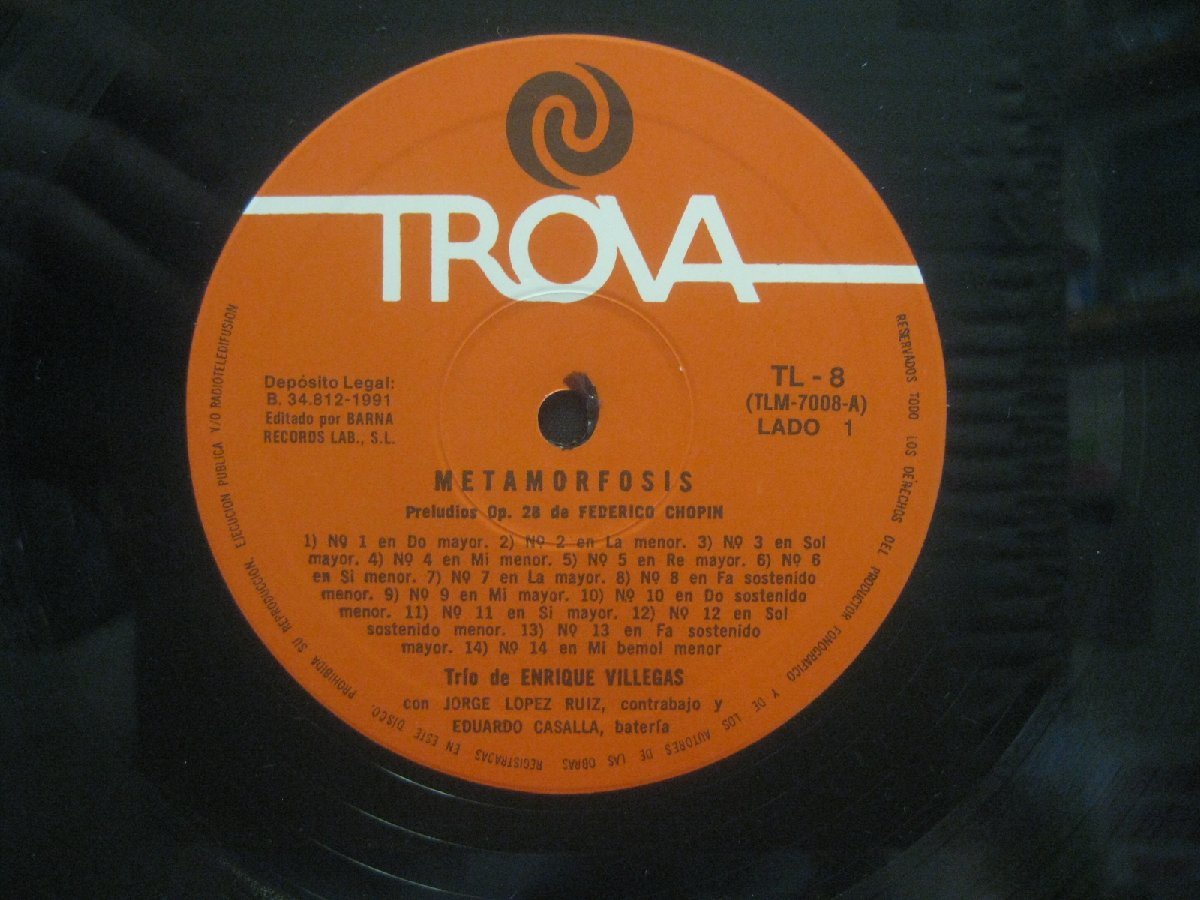 TROVA
Depósito Legal:
B. 34.812-1991
Editado por BARNA
RECORDS LAB., S.L.
TL - 8
(TLM-7008-A)
LADO 1
METAMORFOSIS
Preludios Op. 28 de FEDERICO CHOPIN
1) Nº 1 en Do mayor. 2) Nº 2 en La menor. 3) Nº 3 en Sol
mayor. 4) Nº 4 en Mi menor. 5) Nº 5 en Re mayor. 6) Nº 6
en Si menor. 7) Nº 7 en La mayor. 8) Nº 8 en Fa sostenido
menor. 9) Nº 9 en Mi mayor. 10) Nº 10 en Do sostenido
menor. 11) Nº 11 en Si mayor. 12) Nº 12 en Sol
sostenido menor. 13) Nº 13 en Fa sostenido
mayor. 14) Nº 14 en Mi bemol menor
Trío de ENRIQUE VILLEGAS
con JORGE LOPEZ RUIZ, contrabajo y
EDUARDO CASALLA, batería
RESERVADOS TODO LOS DERECHOS DEL PRODUCTOR FONOGRAFICO Y DE LOS AUTORES DE LAS OBRAS REGISTRADAS EN ESTE DISCO. PROHIBIDA SU REPRODUCCION, EJECUCION PUBLICA Y/O RADIOTELEDIFUSION